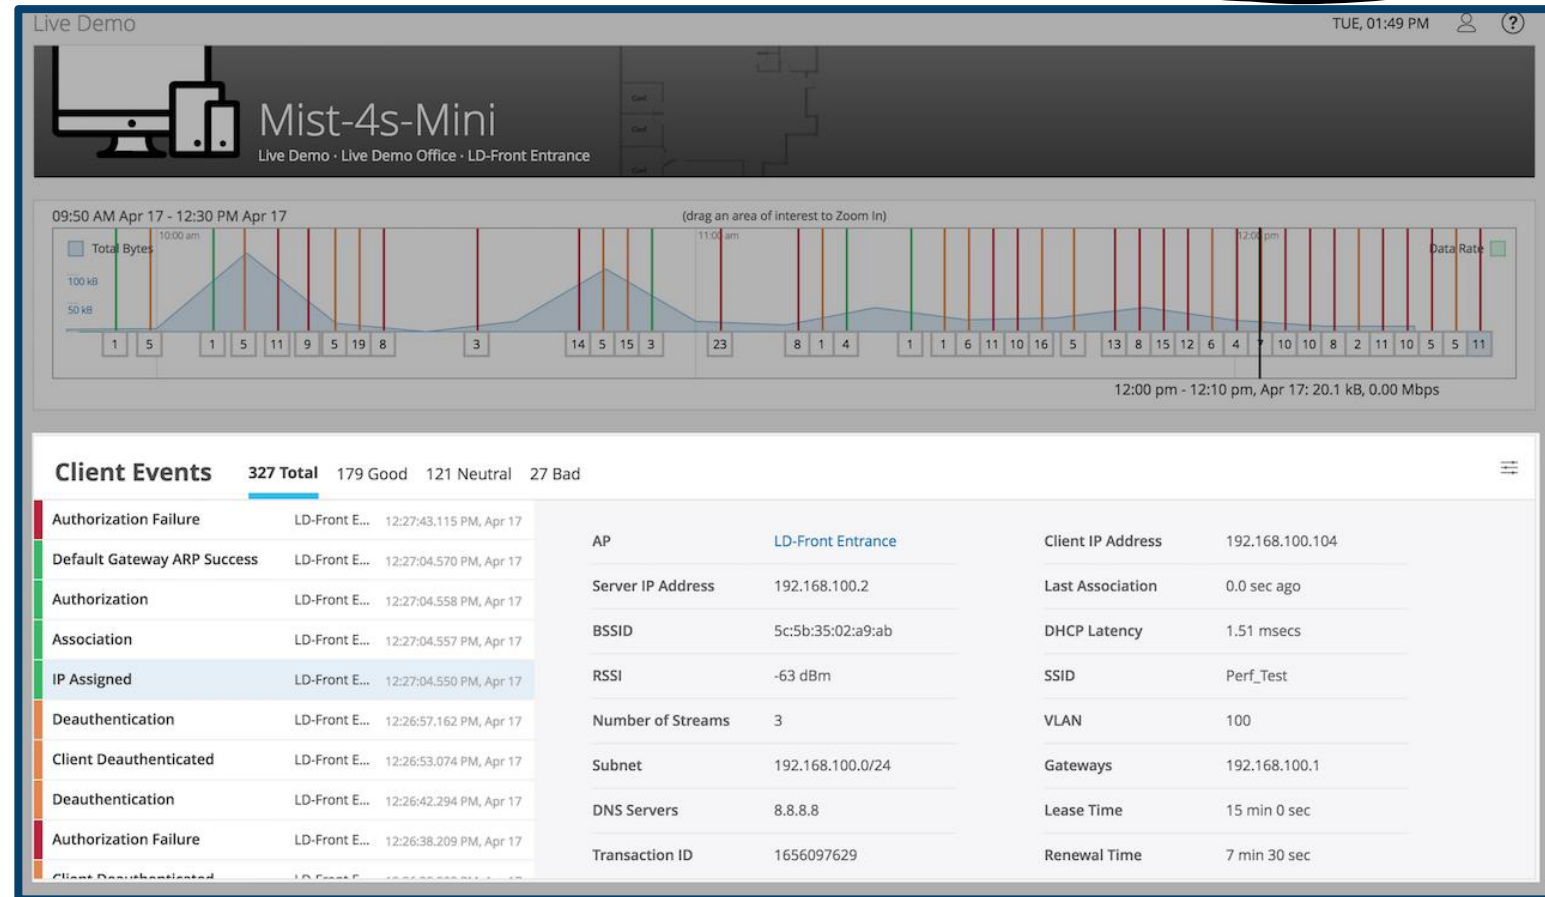 Live Demo TUE, 01:49 PM ?
Conf
Conf
Mist-4s-Mini
Live Demo · Live Demo Office · LD-Front Entrance
Conf
09:50 AM Apr 17 - 12:30 PM Apr 17 (drag an area of interest to Zoom In)
10:00 am 11:00 am 12:00 pm
Total Bytes Data Rate
100 kB
50 kB
1 5 1 5 11 9 5 19 8 3 14 5 15 3 23 8 1 4 1 1 6 11 10 16 5 13 8 15 12 6 4 7 10 10 8 2 11 10 5 5 11
12:00 pm - 12:10 pm, Apr 17: 20.1 kB, 0.00 Mbps
Client Events 327 Total 179 Good 121 Neutral 27 Bad
Authorization Failure LD-Front E... 12:27:43.115 PM, Apr 17
Default Gateway ARP Success LD-Front E... 12:27:04.570 PM, Apr 17
Authorization LD-Front E... 12:27:04.558 PM, Apr 17
Association LD-Front E... 12:27:04.557 PM, Apr 17
IP Assigned LD-Front E... 12:27:04.550 PM, Apr 17
Deauthentication LD-Front E... 12:26:57.162 PM, Apr 17
Client Deauthenticated LD-Front E... 12:26:53.074 PM, Apr 17
Deauthentication LD-Front E... 12:26:42.294 PM, Apr 17
Authorization Failure LD-Front E... 12:26:38.209 PM, Apr 17
Client Deauthenticated LD-Front E...
AP LD-Front Entrance Client IP Address 192.168.100.104
Server IP Address 192.168.100.2 Last Association 0.0 sec ago
BSSID 5c:5b:35:02:a9:ab DHCP Latency 1.51 msecs
RSSI -63 dBm SSID Perf_Test
Number of Streams 3 VLAN 100
Subnet 192.168.100.0/24 Gateways 192.168.100.1
DNS Servers 8.8.8.8 Lease Time 15 min 0 sec
Transaction ID 1656097629 Renewal Time 7 min 30 sec